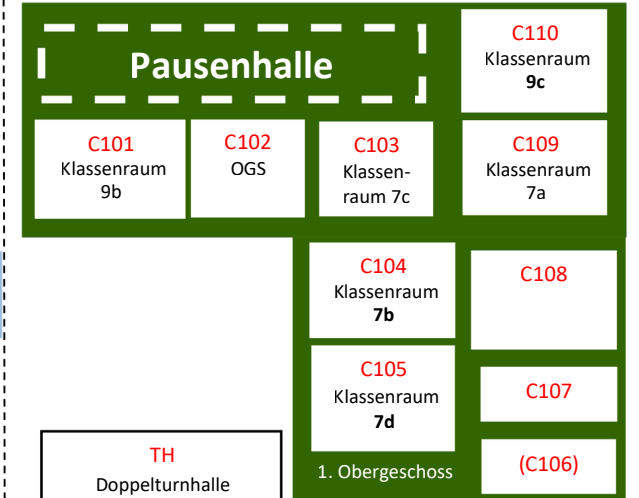 Pausenhalle
C110
Klassenraum
9c
C101
Klassenraum
9b
C102
OGS
C103
Klassen-
raum 7c
C109
Klassenraum
7a
C104
Klassenraum
7b
C108
C105
Klassenraum
7d
C107
TH
Doppelturnhalle
1. Obergeschoss
(C106)